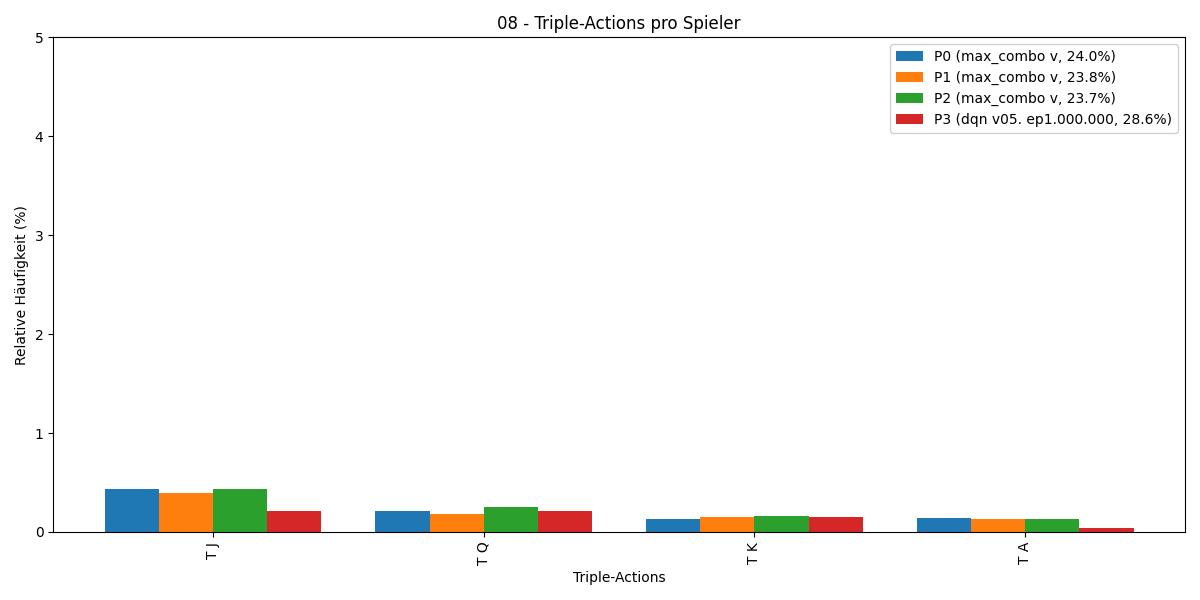 08 - Triple-Actions pro Spieler
5
4
3
2
1
0
Relative Häufigkeit (%)
P0 (max_combo v, 24.0%)
P1 (max_combo v, 23.8%)
P2 (max_combo v, 23.7%)
P3 (dqn v05. ep1.000.000, 28.6%)
T J
T Q
T K
T A
Triple-Actions